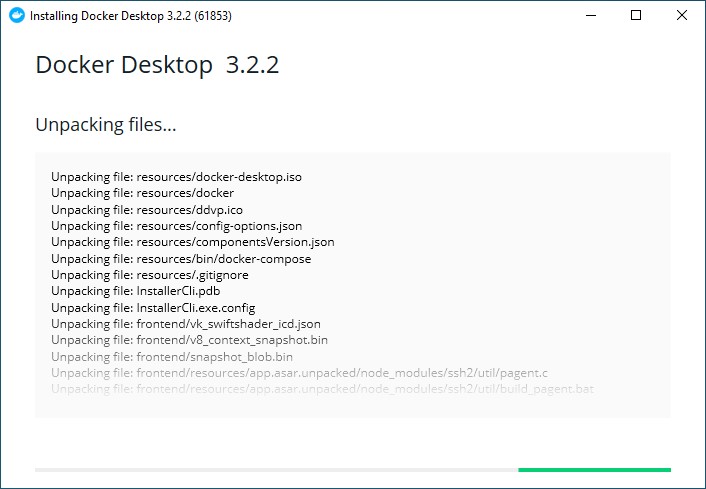 Installing Docker Desktop 3.2.2 (61853)
Docker Desktop 3.2.2
Unpacking files...
Unpacking file: resources/docker-desktop.iso
Unpacking file: resources/docker
Unpacking file: resources/ddvp.ico
Unpacking file: resources/config-options.json
Unpacking file: resources/componentsVersion.json
Unpacking file: resources/bin/docker-compose
Unpacking file: resources/.gitignore
Unpacking file: InstallerCli.pdb
Unpacking file: InstallerCli.exe.config
Unpacking file: frontend/vk_swiftshader_icd.json
Unpacking file: frontend/v8_context_snapshot.bin
Unpacking file: frontend/snapshot_blob.bin
Unpacking file: frontend/resources/app.asar.unpacked/node_modules/ssh2/util/pagent.c
Unpacking file: frontend/resources/app.asar.unpacked/node_modules/ssh2/util/build_pagent.bat